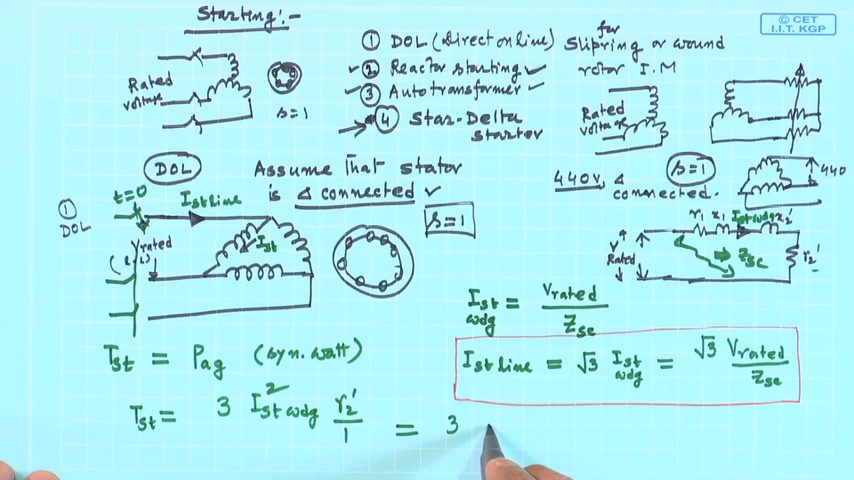 Starting:-
© CET
I.I.T. KGP
① DOL (direct on line)
② Reactor starting
③ Autotransformer
④ Star-Delta
starter
for
Slipring or wound
rotor I.M
Rated
voltage
s=1
Rated
voltage
DOL
Assume that stator
is Δ connected
440V, Δ
connected.
s=1
440
①
DOL
t=0
Ist line
Vrated
(L-L)
Ist
s=1
V
Rated
r1 x1 Ist wdg x2'
Zsc
r2'
Ist wdg = Vrated / Zsc
Ist line = √3 Ist wdg = √3 Vrated / Zsc
Tst = Pag (syn. watt)
Tst = 3 I²st wdg r2'/1 = 3